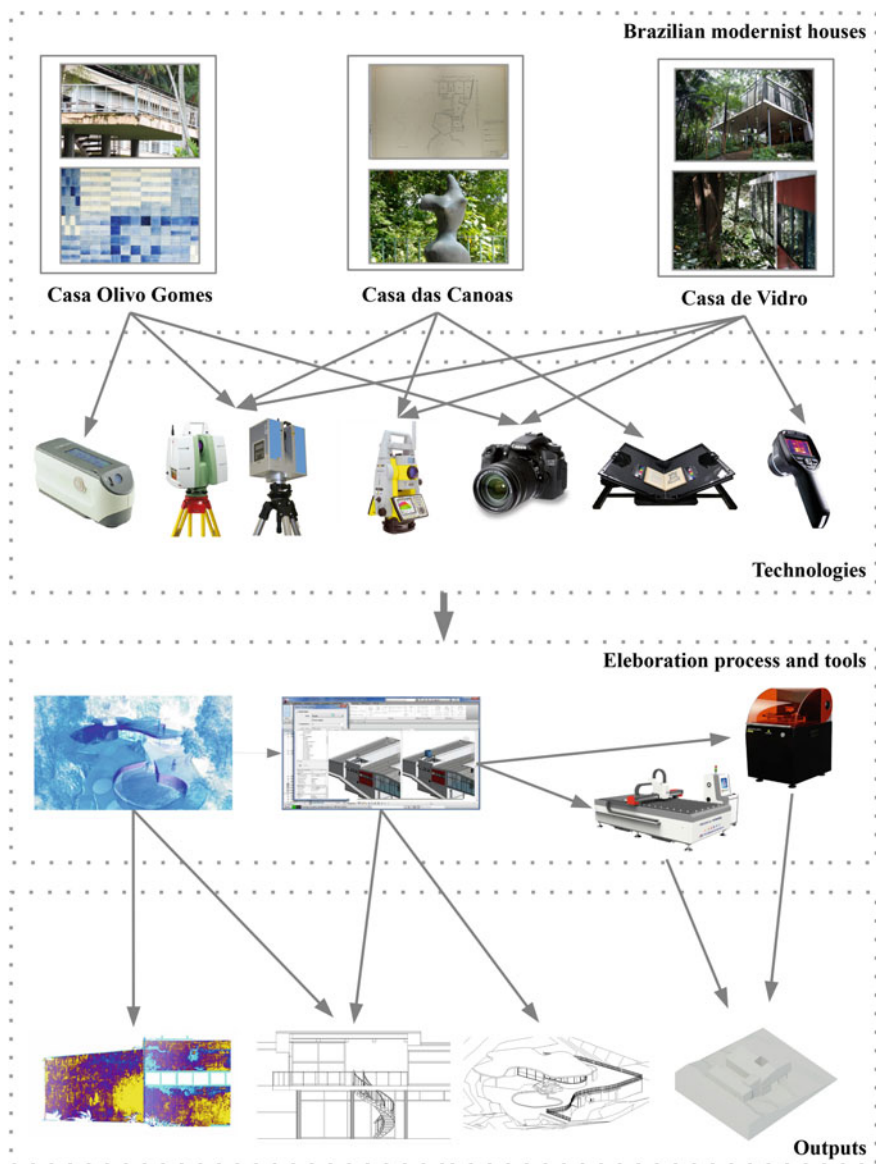 Brazilian modernist houses
Casa Olivo Gomes
Casa das Canoas
Casa de Vidro
Technologies
Eleboration process and tools
Outputs